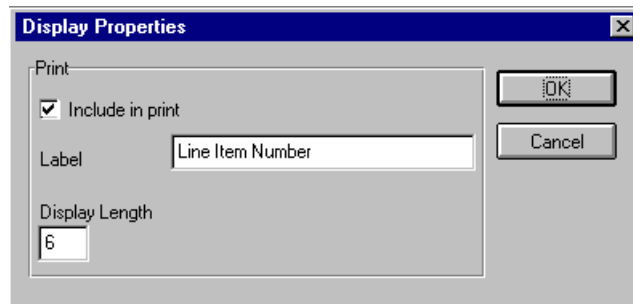 Display Properties
Print
Include in print
OK
Label
Line Item Number
Cancel
Display Length
6